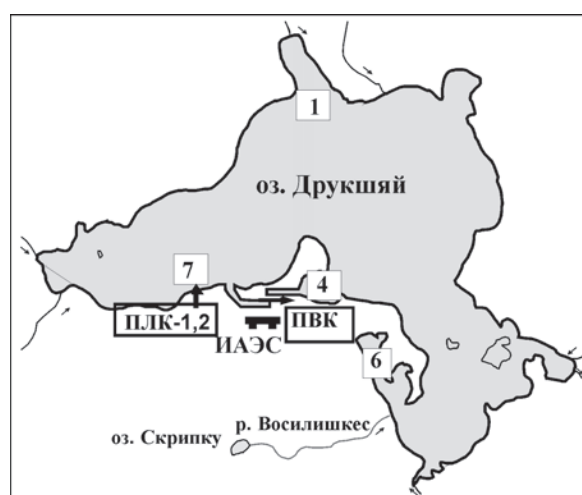 1
оз. Друкшяй
7
4
ПЛК-1,2
ПВК
ИАЭС
6
р. Восилишкес
оз. Скрипку